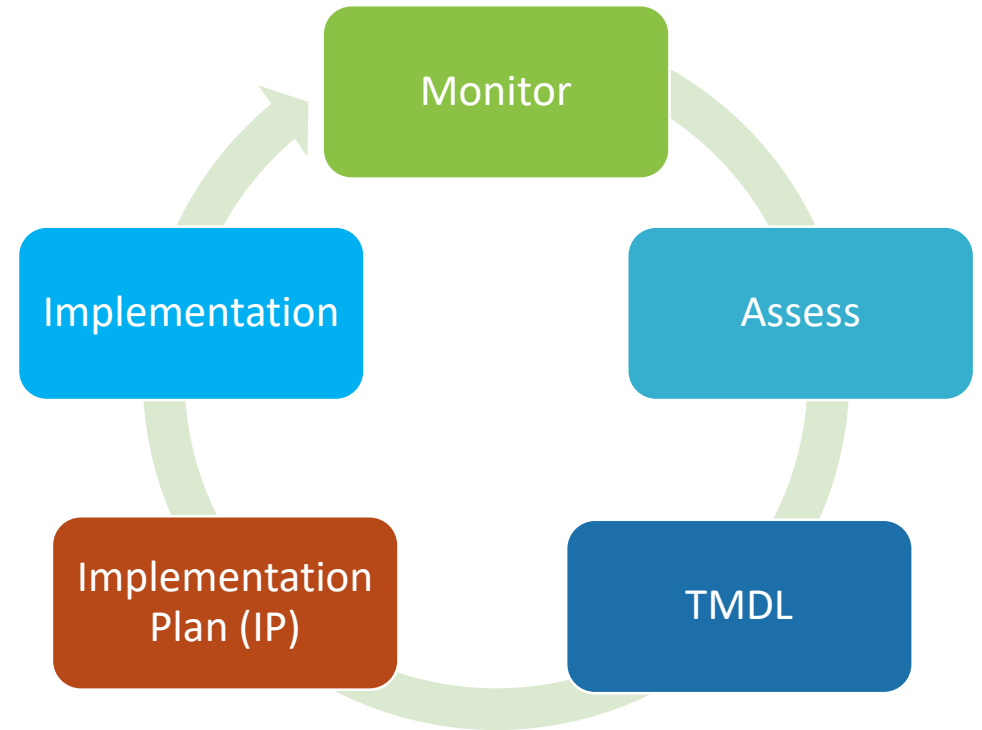 Monitor
Assess
TMDL
Implementation
Plan (IP)
Implementation